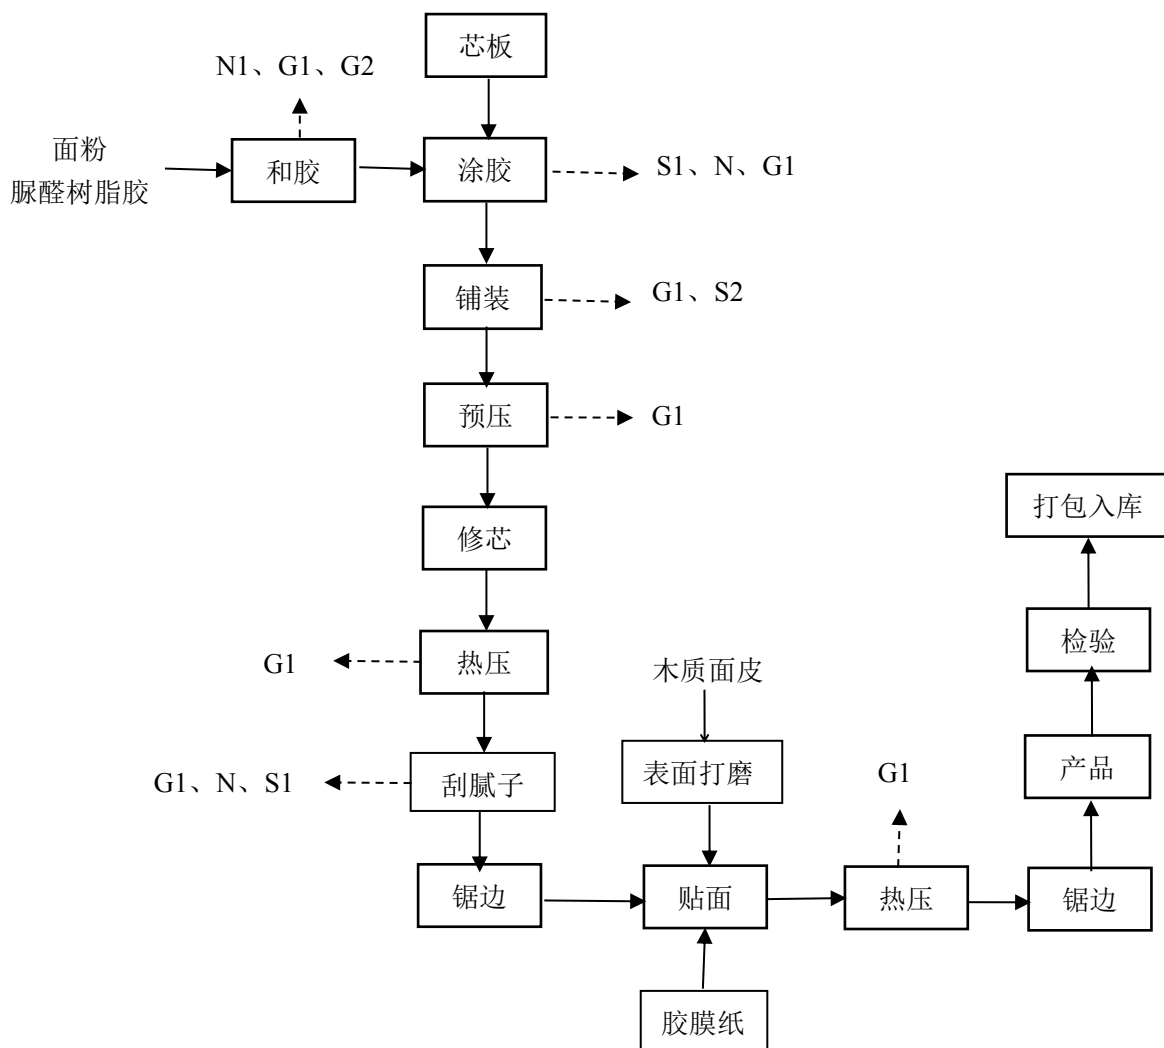 芯板
N1、G1、G2
面粉
脲醛树脂胶
和胶
涂胶
S1、N、G1
铺装
G1、S2
预压
G1
打包入库
修芯
检验
G1
热压
木质面皮
G1、N、S1
刮腻子
表面打磨
G1
产品
锯边
贴面
热压
锯边
胶膜纸